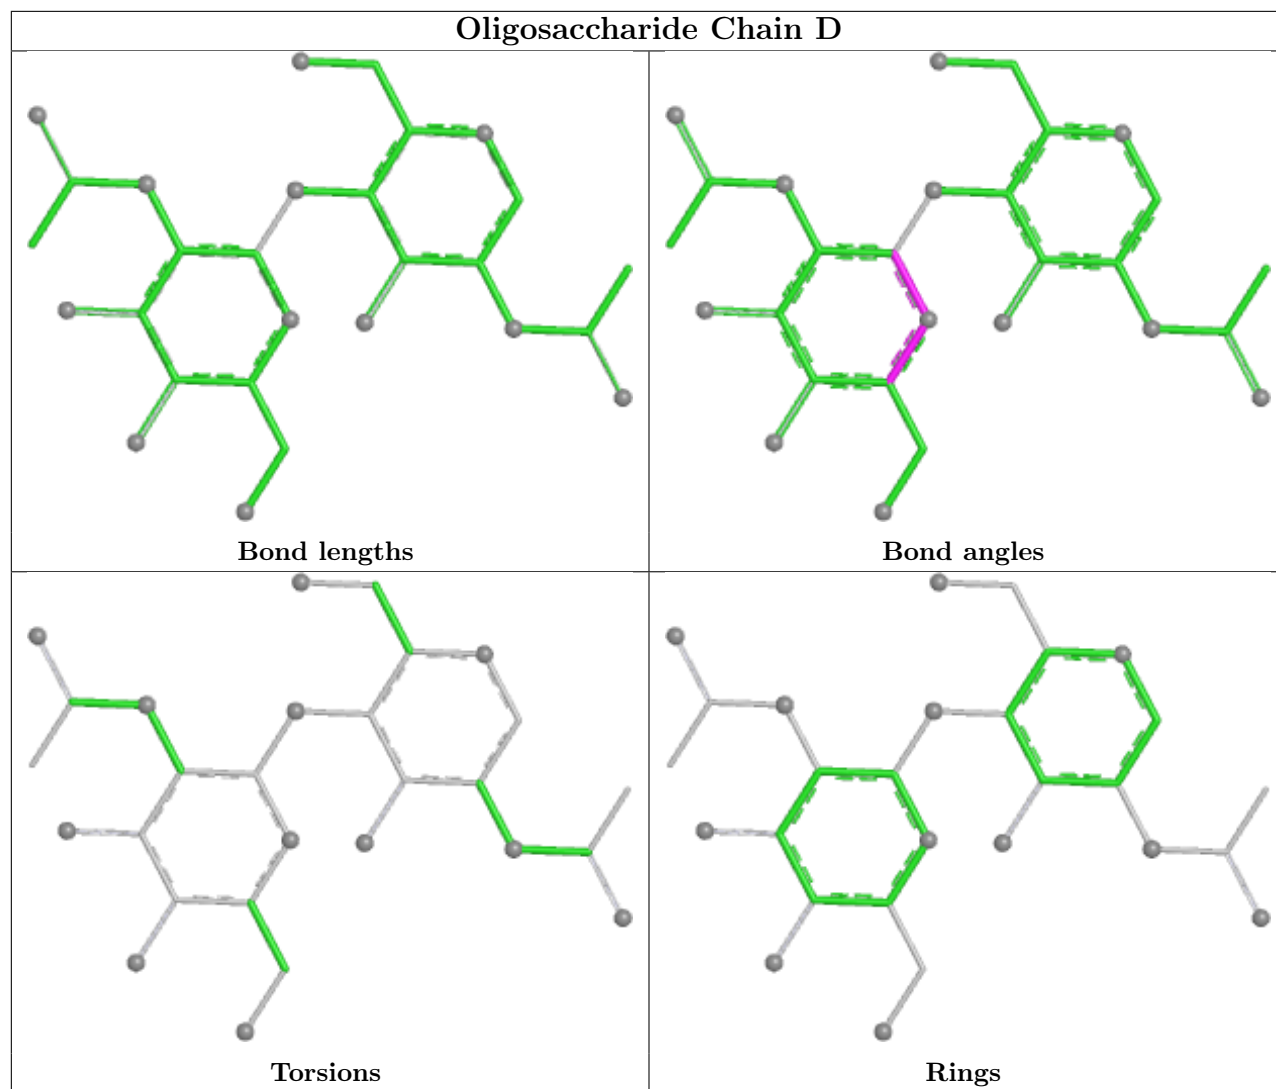 Oligosaccharide Chain D
Bond lengths
Bond angles
Torsions
Rings